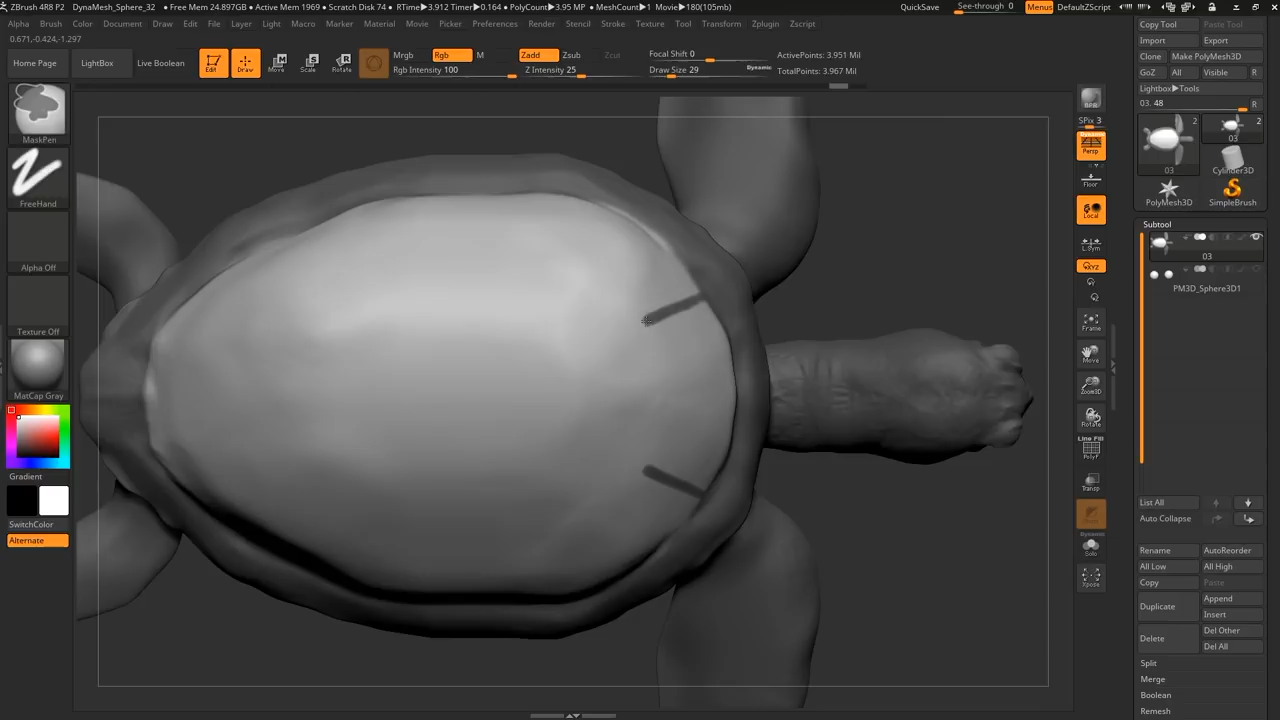 ZBrush 4R8 P2 DynaMesh_Sphere_32 • Free Mem 24.897GB • Active Mem 1969 • Scratch Disk 74 • RTime▶3.912 Timer▶0.164 • PolyCount▶3.95 MP • MeshCount▶1 Movie▶180(105mb) QuickSave See-through 0 Menus DefaultZScript
Alpha Brush Color Document Draw Edit File Layer Light Macro Marker Material Movie Picker Preferences Render Stencil Stroke Texture Tool Transform Zplugin Zscript
0.671,-0.424,-1.297
Home Page LightBox Live Boolean Edit Draw Move Scale Rotate
Mrgb Rgb M Zadd Zsub Zcut Focal Shift 0 ActivePoints: 3.951 Mil
Rgb Intensity 100 Z Intensity 25 Draw Size 29 Dynamic TotalPoints: 3.967 Mil
MaskPen
FreeHand
Alpha Off
Texture Off
MatCap Gray
Gradient
SwitchColor
Alternate
BPR
SPix 3
Dynamic
Persp
Floor
Local
L.Sym
XYZ
Frame
Move
Zoom3D
Rotate
Line Fill
PolyF
Transp
Dynamic
Solo
Xpose
Copy Tool Paste Tool
Import Export
Clone Make PolyMesh3D
GoZ All Visible R
Lightbox▶Tools
03. 48 R
2 2
03
Cylinder3D
03
PolyMesh3D SimpleBrush
Subtool
03
PM3D_Sphere3D1
List All
Auto Collapse
Rename AutoReorder
All Low All High
Copy Paste
Duplicate Append
Insert
Delete Del Other
Del All
Split
Merge
Boolean
Remesh